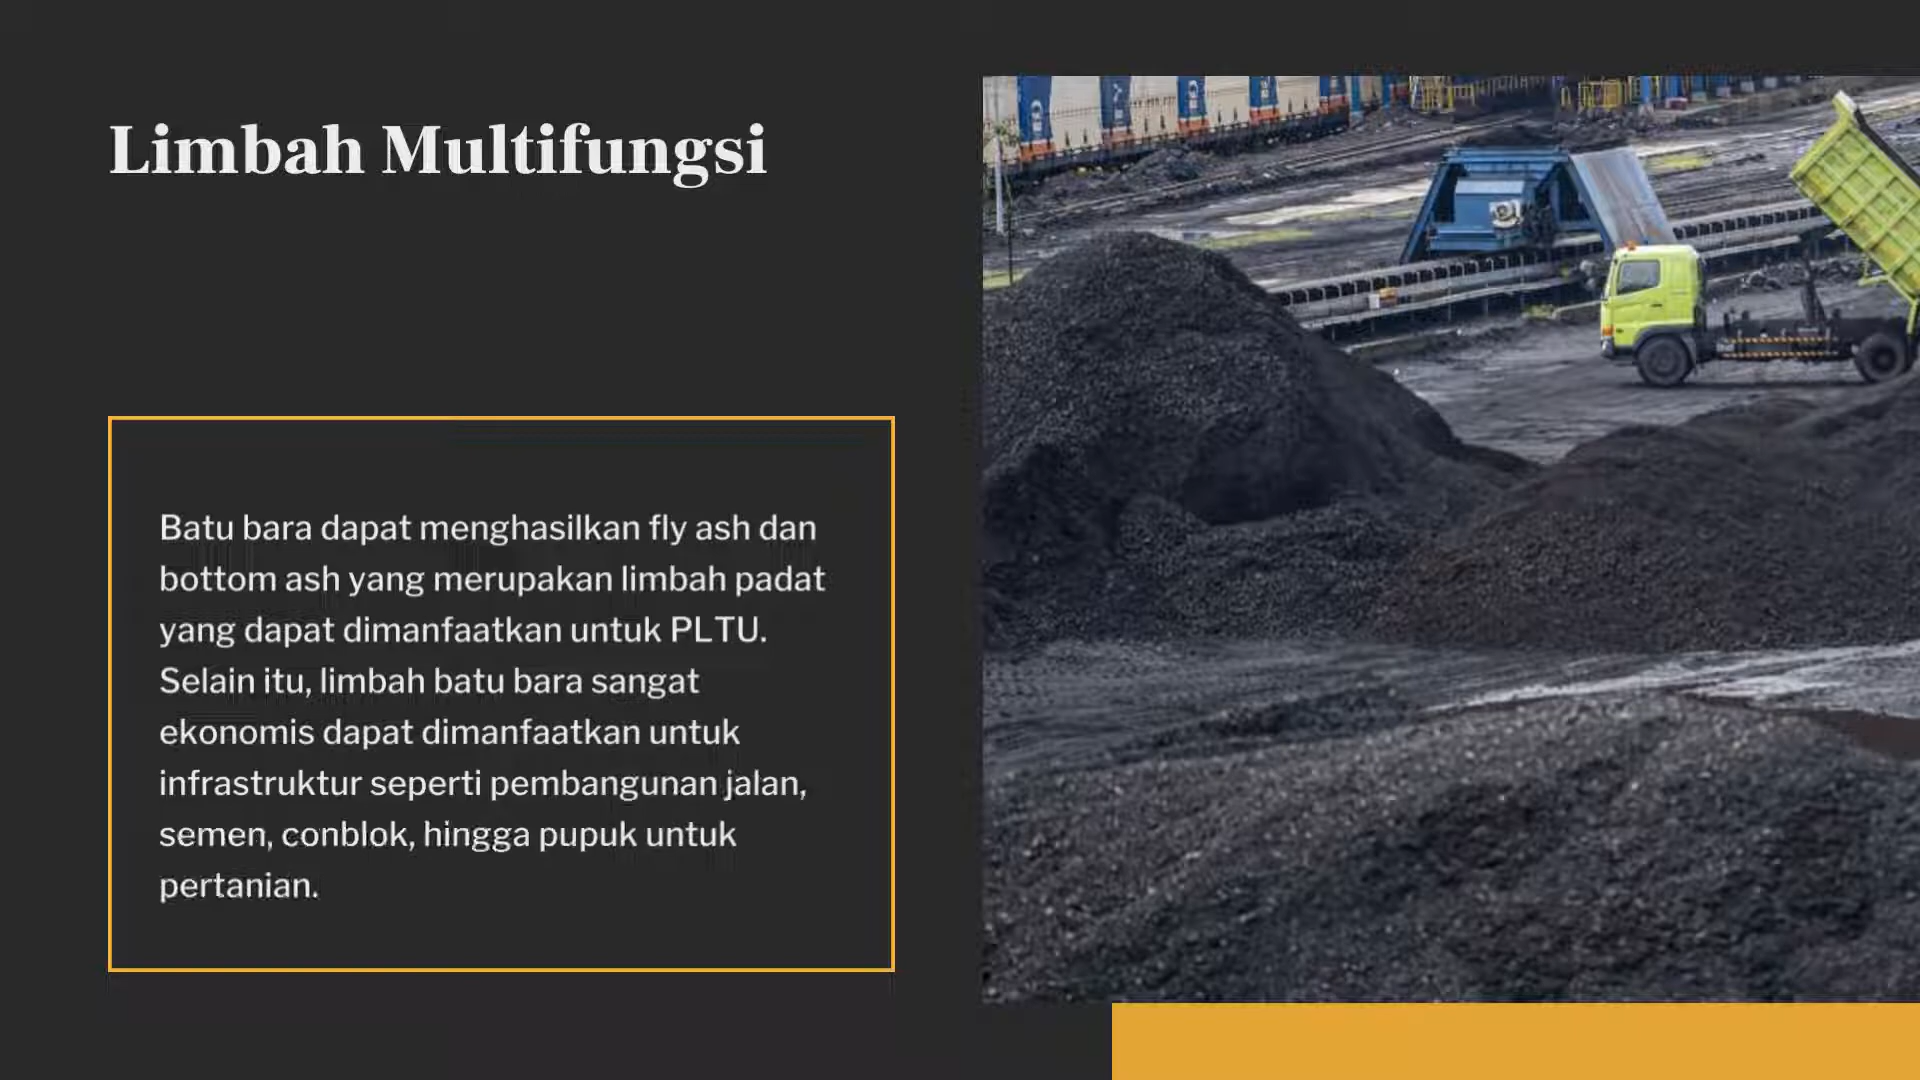 Limbah Multifungsi
Batu bara dapat menghasilkan fly ash dan
bottom ash yang merupakan limbah padat
yang dapat dimanfaatkan untuk PLTU.
Selain itu, limbah batu bara sangat
ekonomis dapat dimanfaatkan untuk
infrastruktur seperti pembangunan jalan,
semen, conblok, hingga pupuk untuk
pertanian.